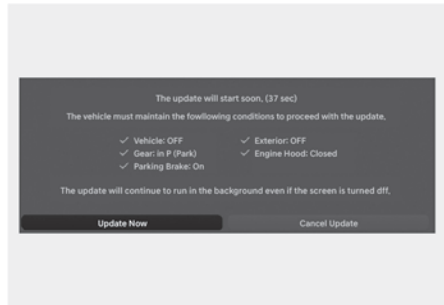 The update will start soon, (37 sec)
The vehicle must maintain the fowllowing conditions to proceed with the update,
✓ Vehicle: OFF ✓ Exterior: OFF
✓ Gear: in P (Park) ✓ Engine Hood: Closed
✓ Parking Brake: On
The update will continue to run in the background even if the screen is turned dff,
Update Now Cancel Update